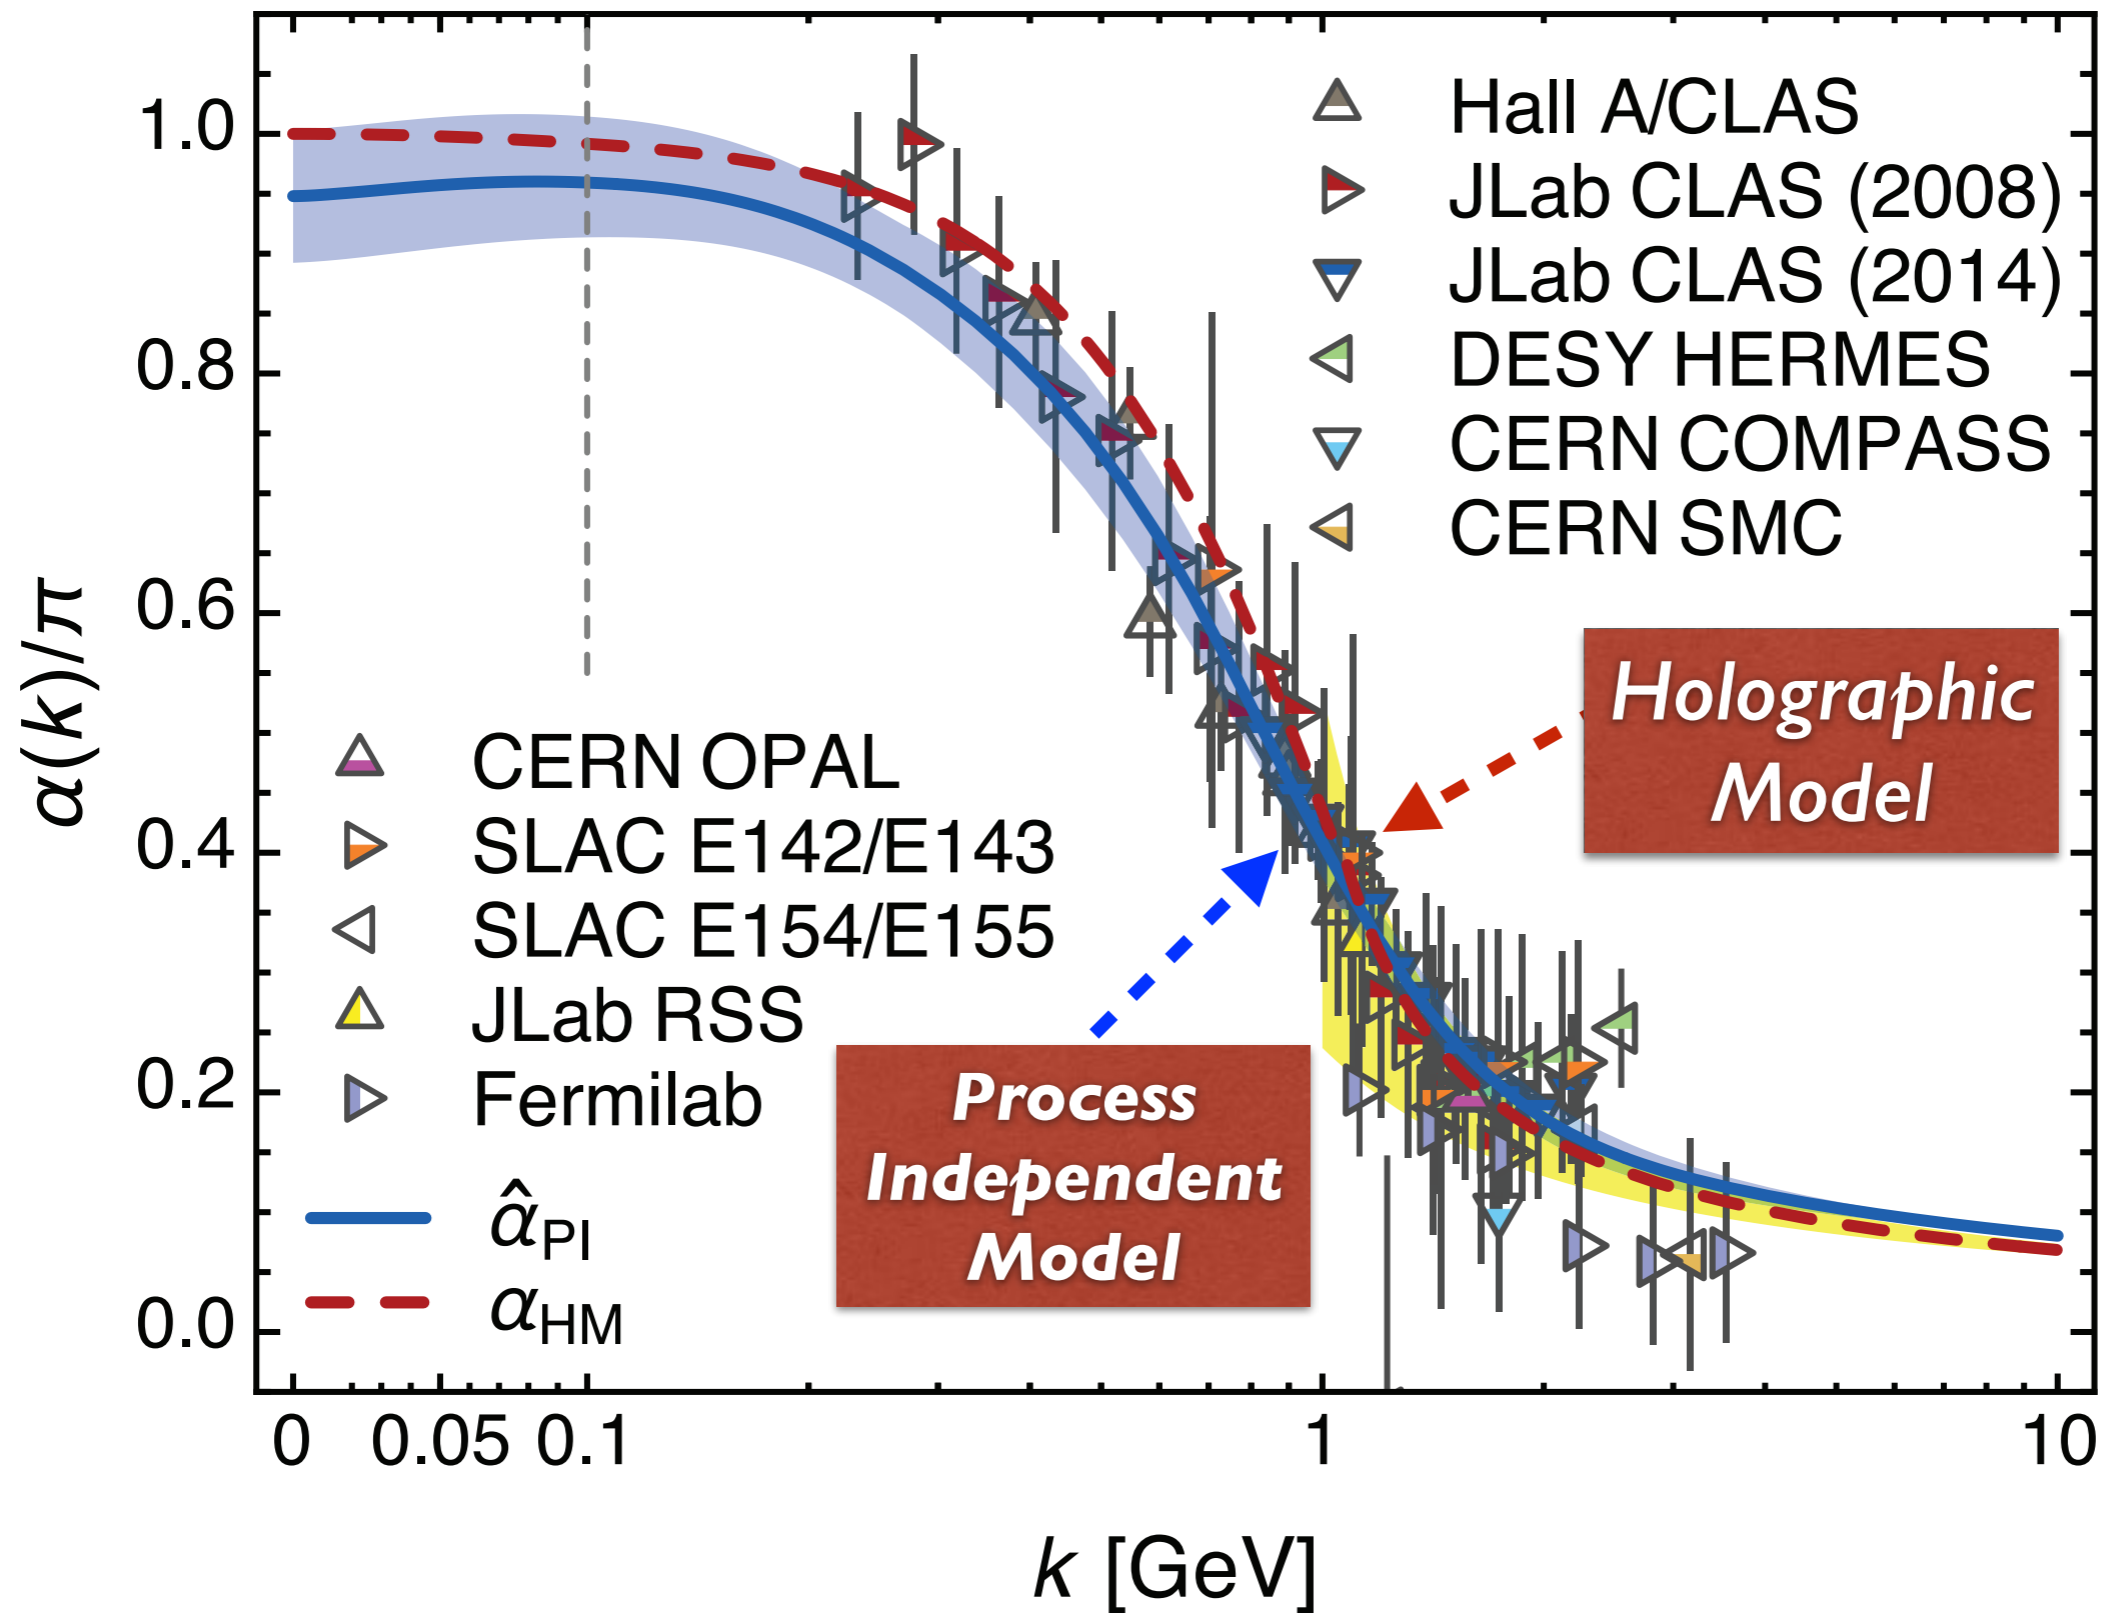 1.0
0.8
0.6
0.4
0.2
0.0
α(k)/π
Hall A/CLAS
JLab CLAS (2008)
JLab CLAS (2014)
DESY HERMES
CERN COMPASS
CERN SMC
Holographic
Model
CERN OPAL
SLAC E142/E143
SLAC E154/E155
JLab RSS
Fermilab
α̂PI
αHM
Process
Independent
Model
0 0.05 0.1 1 10
k [GeV]